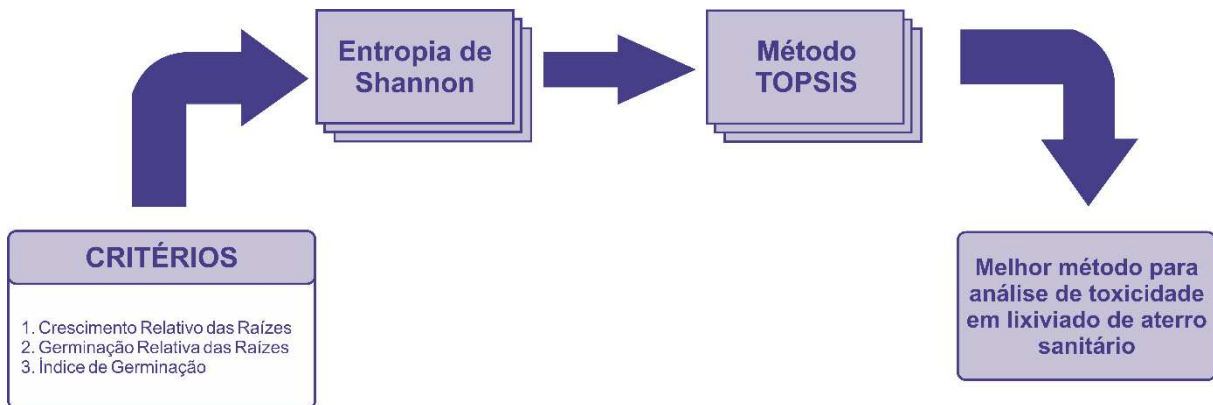 Entropia de
Shannon
Método
TOPSIS
CRITÉRIOS
1. Crescimento Relativo das Raízes
2. Germinação Relativa das Raízes
3. Índice de Germinação
Melhor método para
análise de toxicidade
em lixiviado de aterro
sanitário